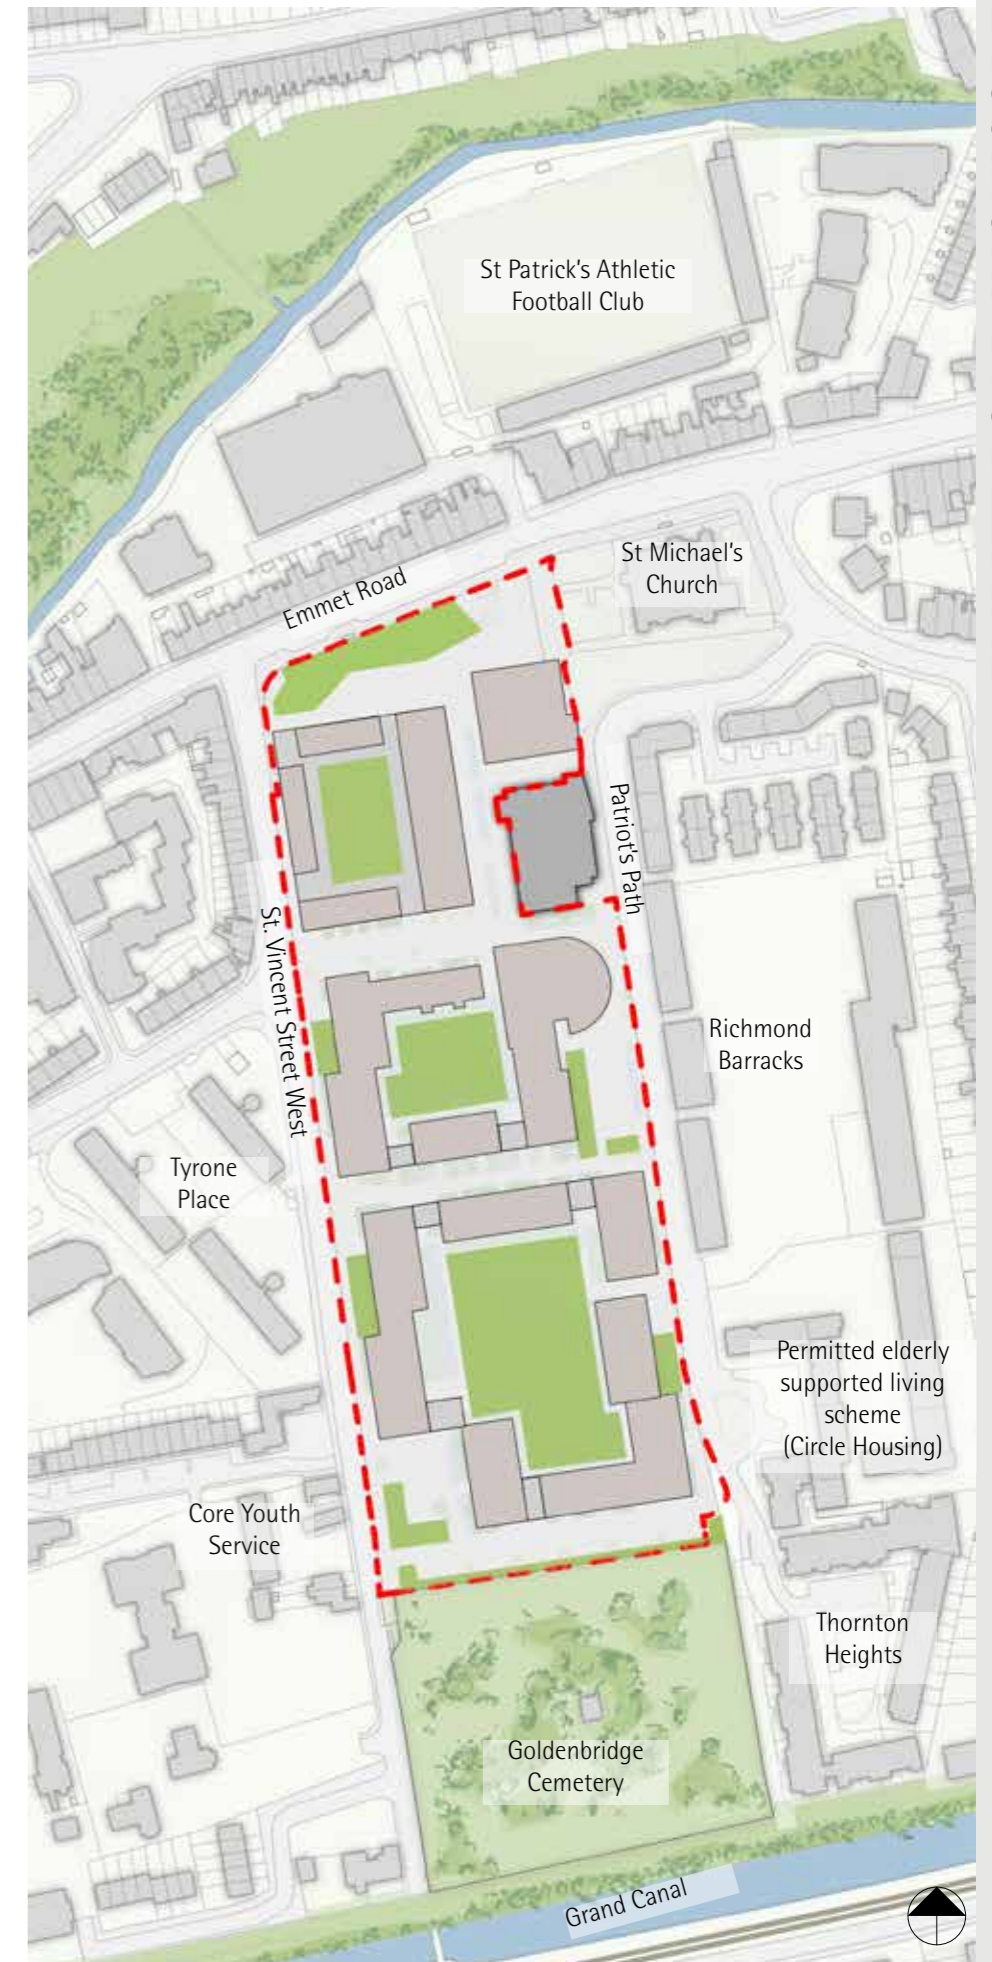 St Patrick's Athletic
Football Club
St Michael's
Church
Emmet Road
Patriot's Path
St. Vincent Street West
Richmond
Barracks
Tyrone
Place
Permitted elderly
supported living
scheme
(Circle Housing)
Core Youth
Service
Thornton
Heights
Goldenbridge
Cemetery
Grand Canal